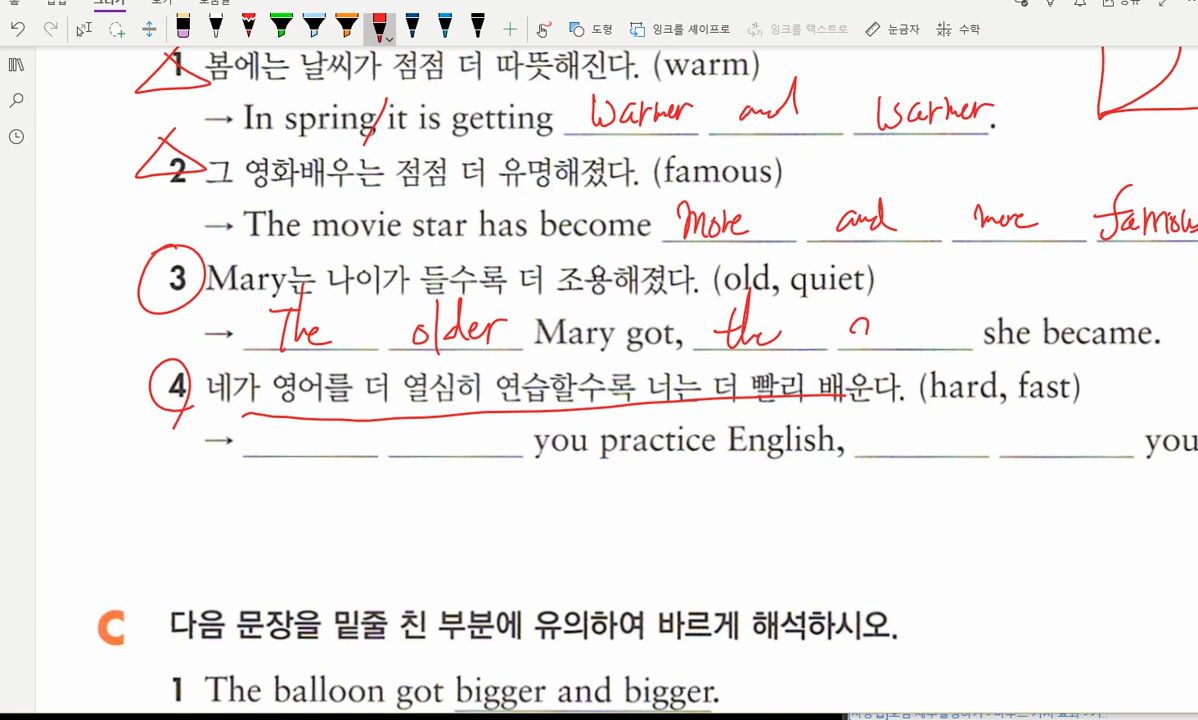 도형 잉크를 셰이프로 잉크를 텍스트로 눈금자 수학
1 봄에는 날씨가 점점 더 따뜻해진다. (warm)
→ In spring, it is getting warmer and warmer.
2 그 영화배우는 점점 더 유명해졌다. (famous)
→ The movie star has become more and more famous
3 Mary는 나이가 들수록 더 조용해졌다. (old, quiet)
→ The older Mary got, the she became.
4 네가 영어를 더 열심히 연습할수록 너는 더 빨리 배운다. (hard, fast)
→ you practice English, you
C 다음 문장을 밑줄 친 부분에 유의하여 바르게 해석하시오.
1 The balloon got bigger and bigger.